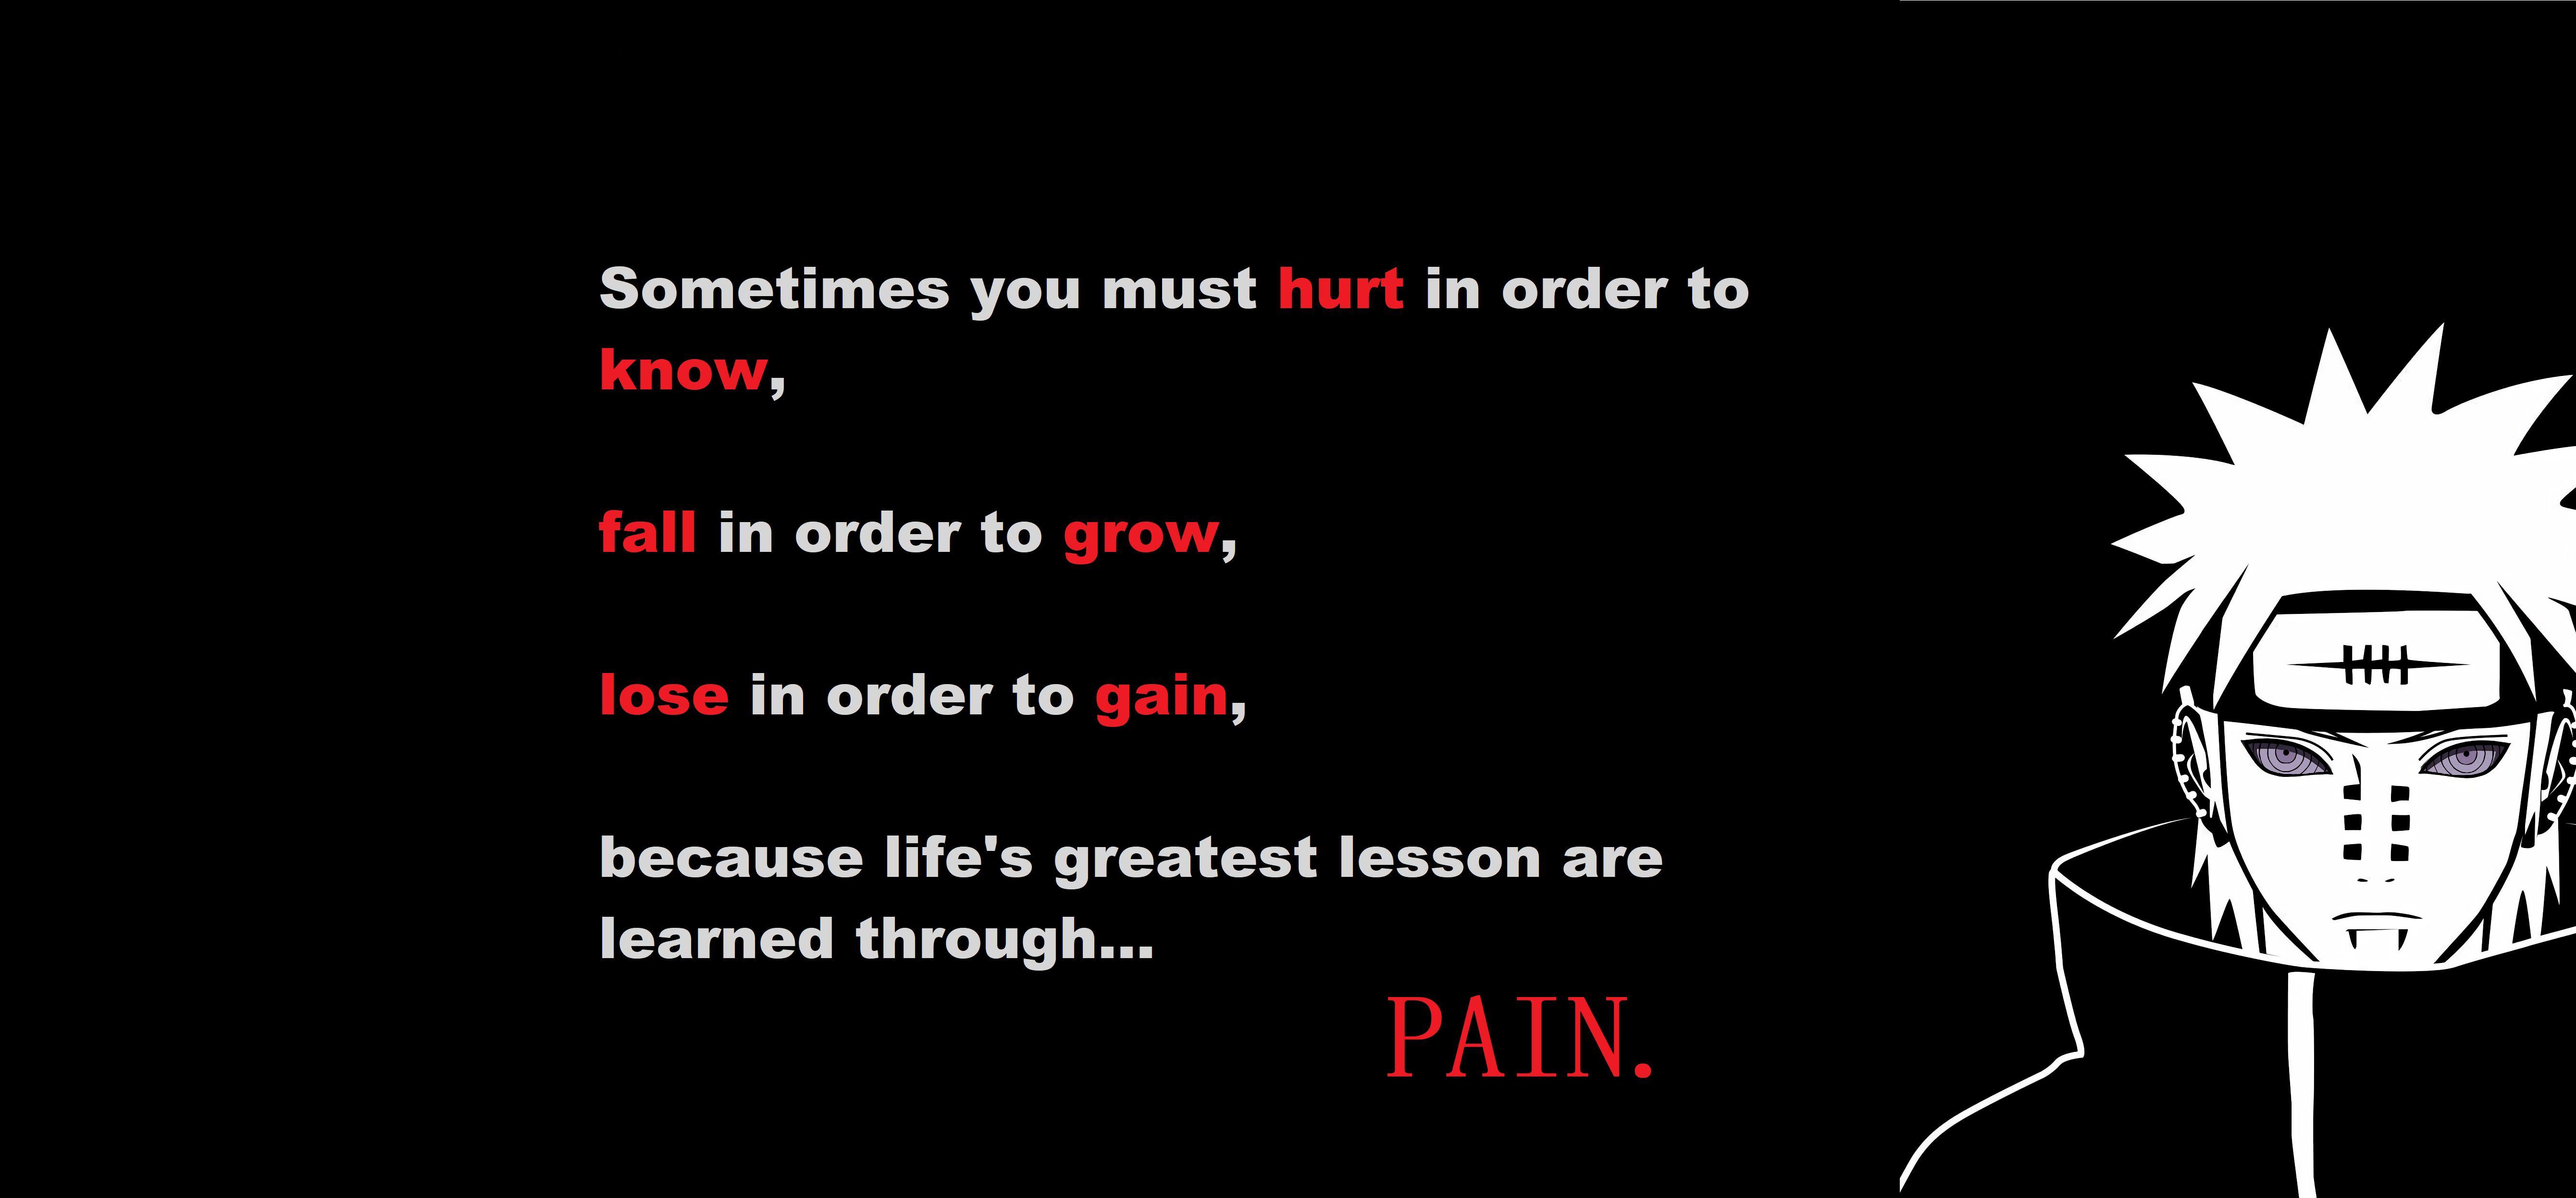 Sometimes you must hurt in order to
know,
fall in order to grow,
lose in order to gain,
because life's greatest lesson are
learned through...
PAIN.